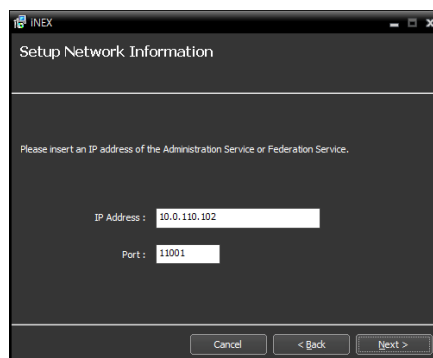 iNEX
Setup Network Information
Please insert an IP address of the Administration Service or Federation Service.
IP Address : 10.0.110.102
Port : 11001
Cancel < Back Next >